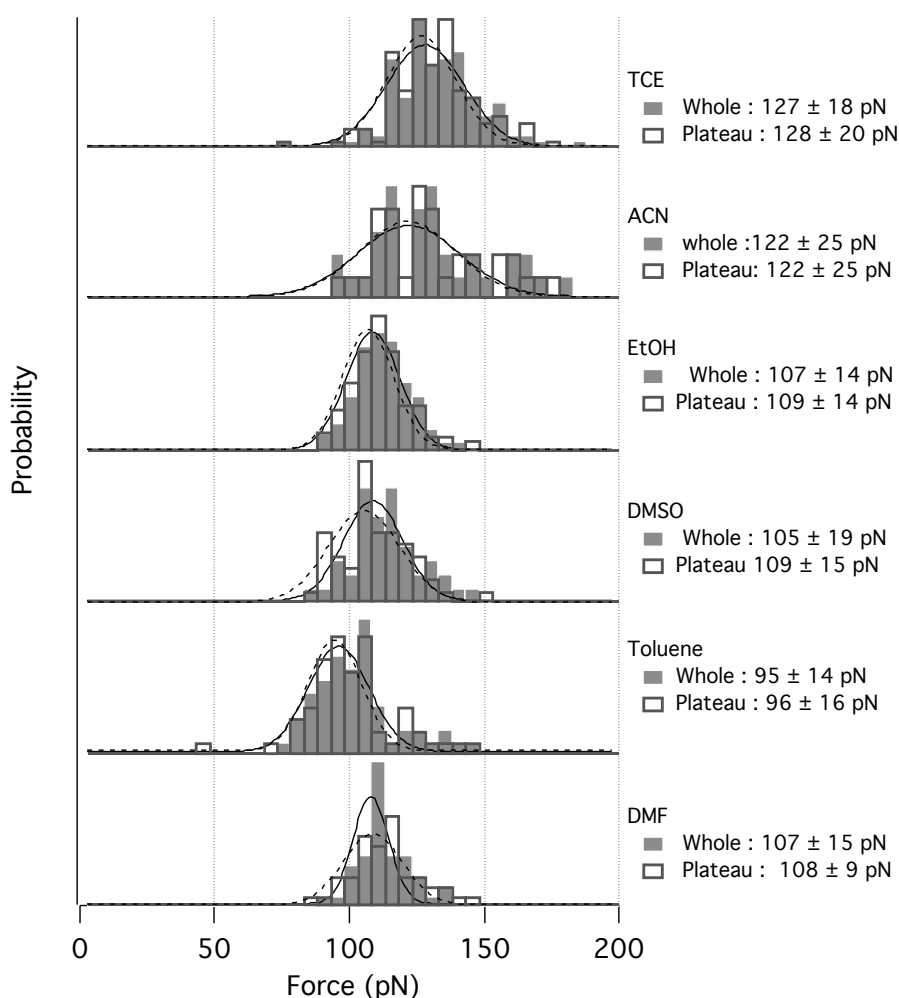 TCE
Whole : 127 ± 18 pN
Plateau : 128 ± 20 pN
ACN
whole :122 ± 25 pN
Plateau: 122 ± 25 pN
EtOH
Whole : 107 ± 14 pN
Plateau : 109 ± 14 pN
Probability
DMSO
Whole : 105 ± 19 pN
Plateau 109 ± 15 pN
Toluene
Whole : 95 ± 14 pN
Plateau : 96 ± 16 pN
DMF
Whole : 107 ± 15 pN
Plateau : 108 ± 9 pN
0 50 100 150 200
Force (pN)